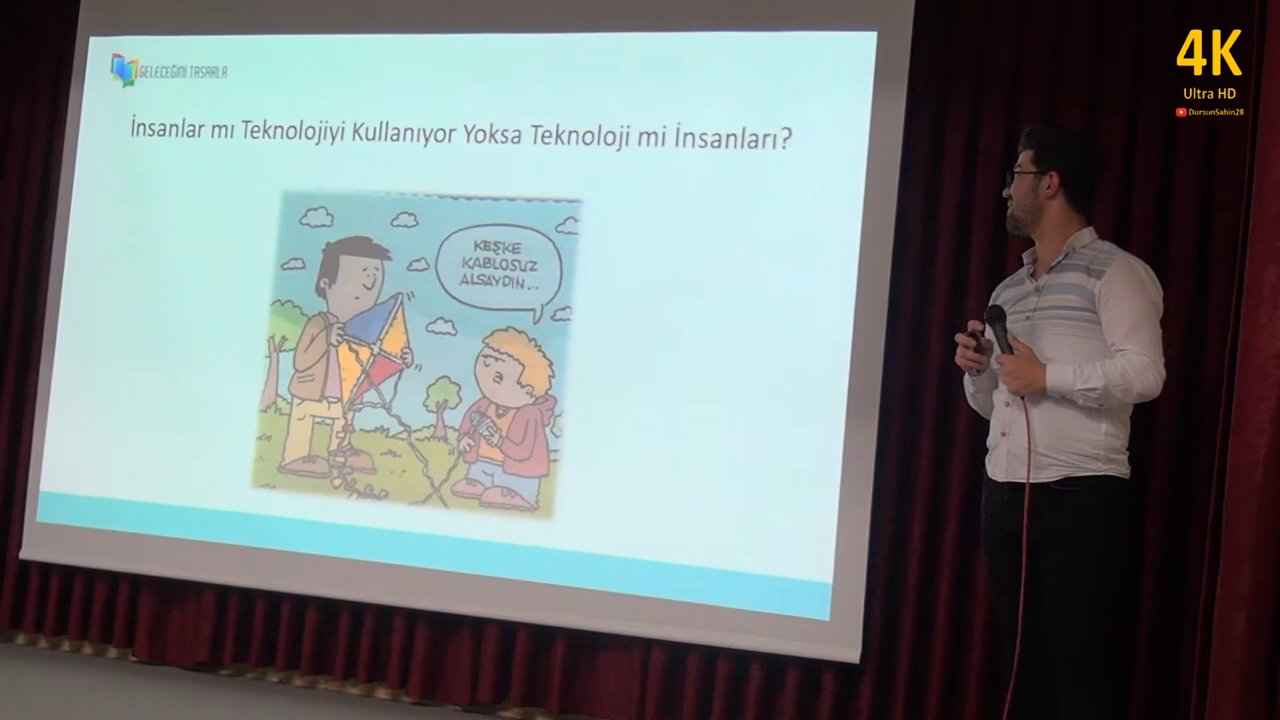 GELECEĞİNİ TASARLA
İnsanlar mı Teknolojiyi Kullanıyor Yoksa Teknoloji mi İnsanları?
KEŞKE
KABLOSUZ
ALSAYDIN...
4K
Ultra HD
DursunSahin28